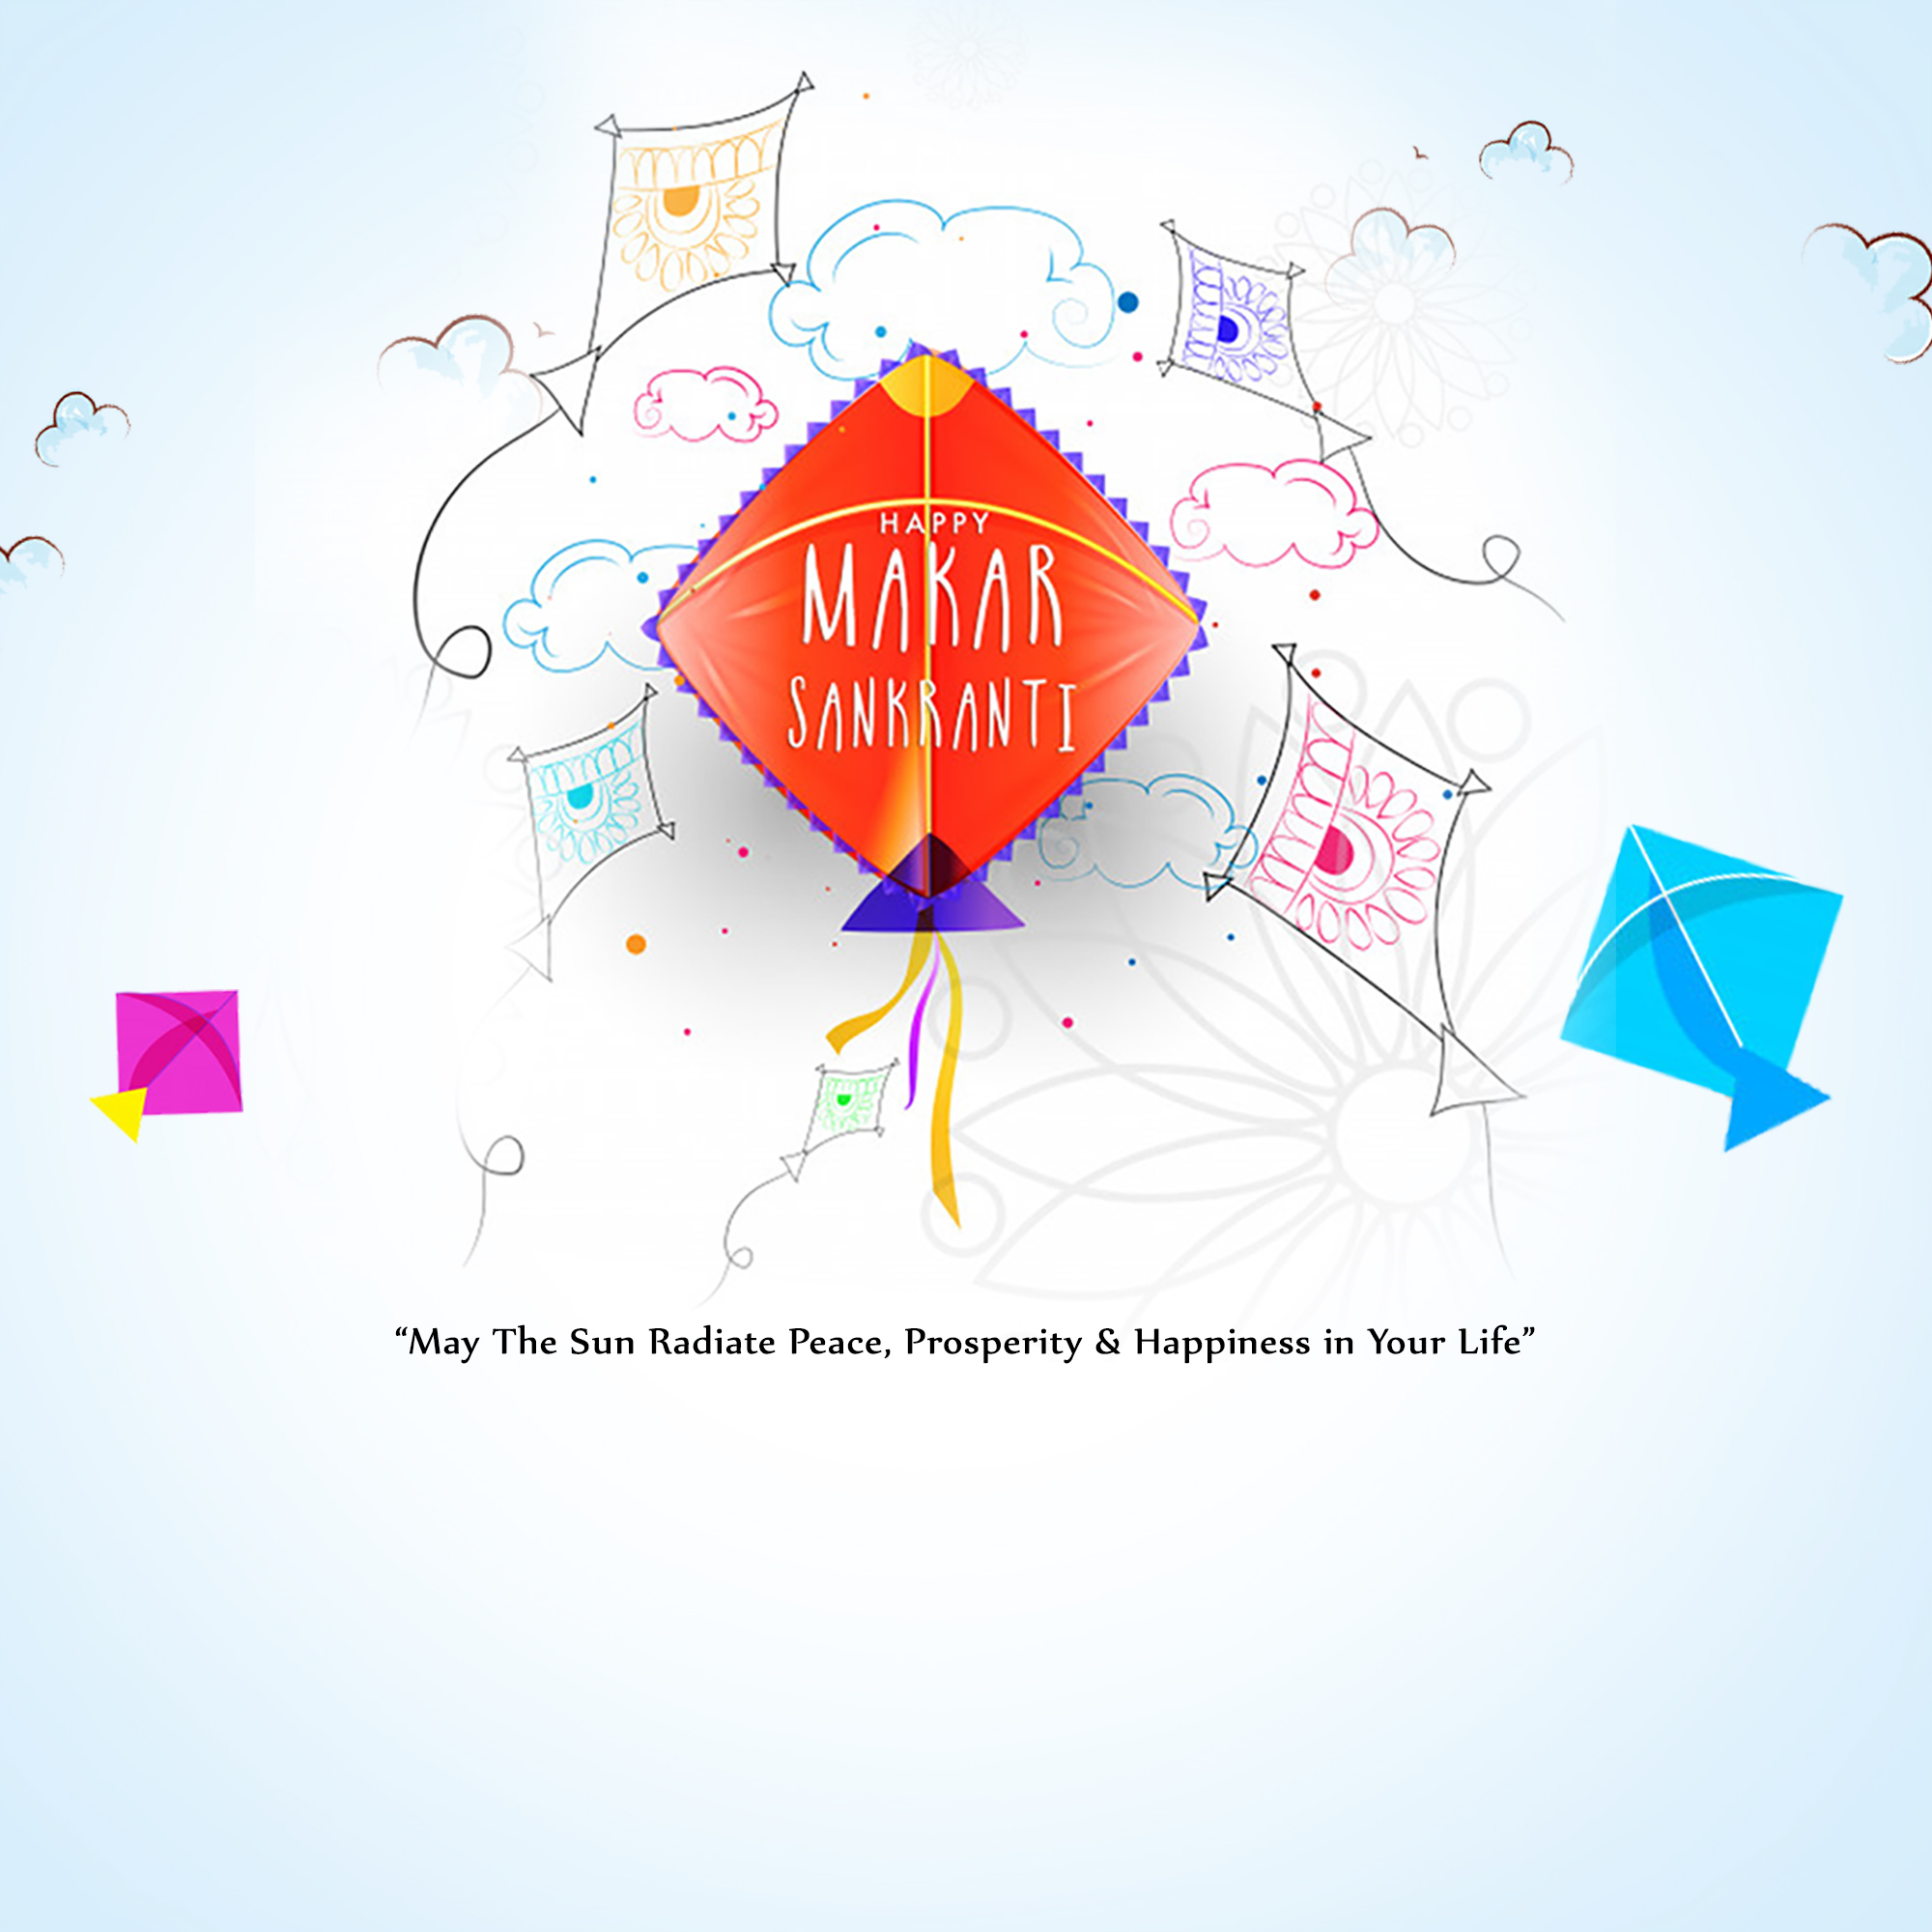 HAPPY
MAKAR
SANKRANTI
“May The Sun Radiate Peace, Prosperity & Happiness in Your Life”